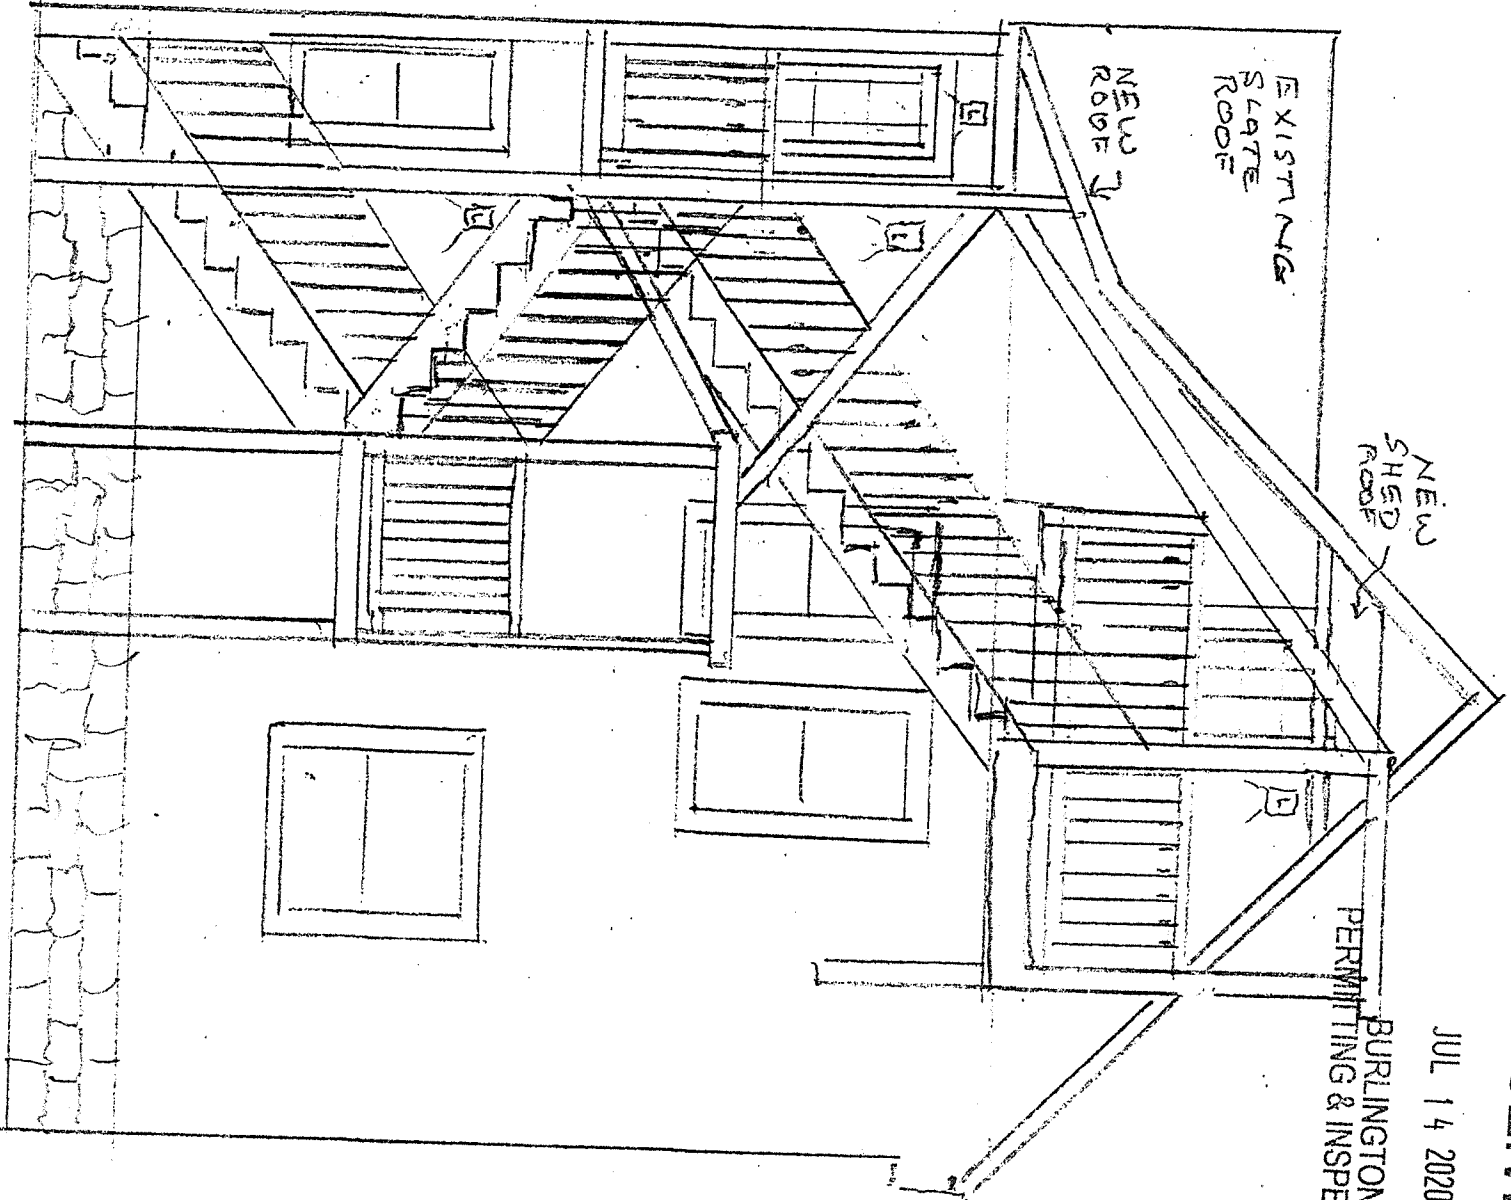 EXISTING
SLATE
ROOF
NEW
ROOF
NEW
SHED
ROOF
JUL 14 2020
BURLINGTON
PERMITTING & INSPE